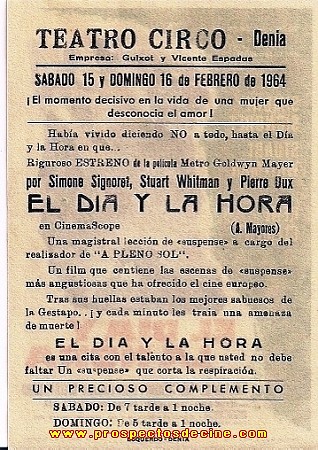 TEATRO CIRCO - Denia
Empresa: Guixot y Vicente Espadas
SABADO 15 y DOMINGO 16 de FEBRERO de 1964
¡El momento decisivo en la vida de una mujer que
desconocia el amor!
Había vivido diciendo NO a todo, hasta el Día
y la Hora en que...
Riguroso ESTRENO de la película Metro Goldwyn Mayer
por Simone Signoret, Stuart Whitman y Pierre Dux
EL DIA Y LA HORA
en CinemaScope (A. Mayores)
Una magistral lección de «suspense» a cargo del
realizador de "A PLENO SOL".
Un film que contiene las escenas de «suspense»
más angustiosas que ha ofrecido el cine europeo.
Tras sus huellas estaban los mejores sabuesos de
la Gestapo. . ¡y cada minuto les traía una amenaza
de muerte!
EL DIA Y LA HORA
es una cita con el talento a la que usted no debe
faltar Un «suspense» que corta la respiración.
UN PRECIOSO COMPLEMENTO
SABADO: De 7 tarde a 1 noche.
DOMINGO: De 5 tarde a 1 noche.
www.prospectosdecine.com
BOQUERDO-DENIA